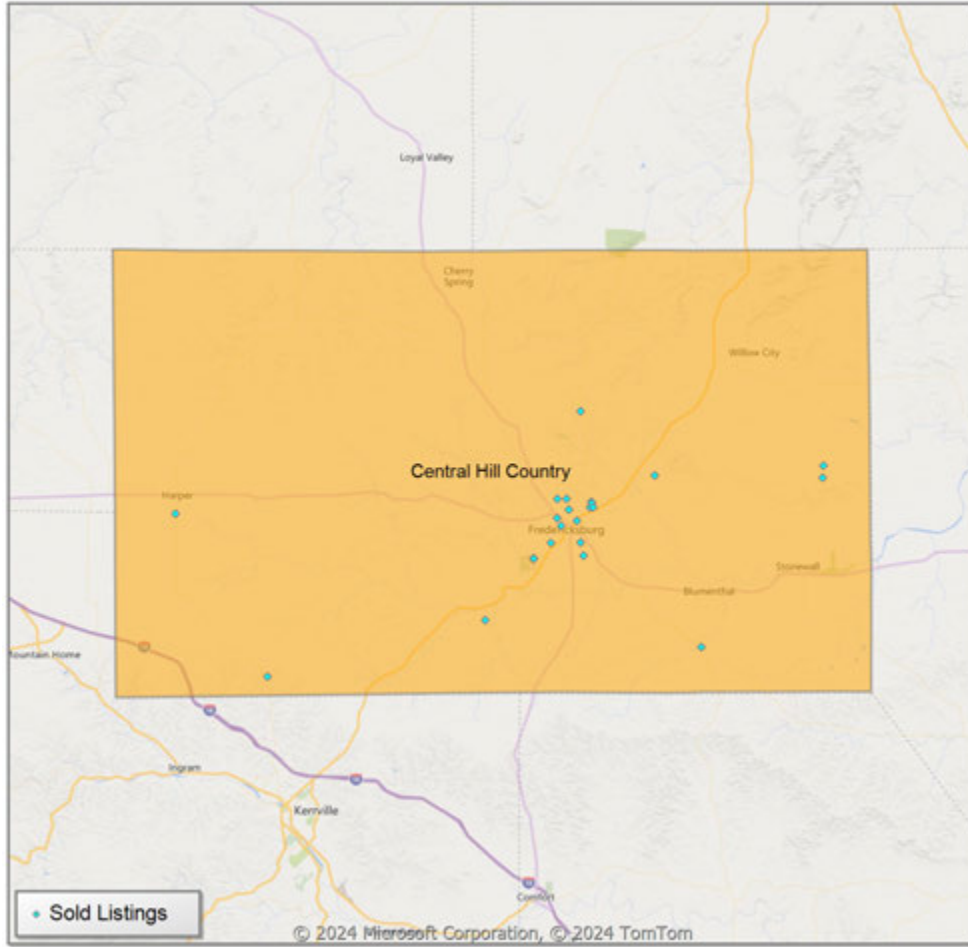 Loyal Valley
Cherry
Spring
Willow City
Central Hill Country
Harper
Fredericksburg
Stonewall
Blumenthal
Mountain Home
Ingram
Kerrville
Comfort
Sold Listings
© 2024 Microsoft Corporation, © 2024 TomTom